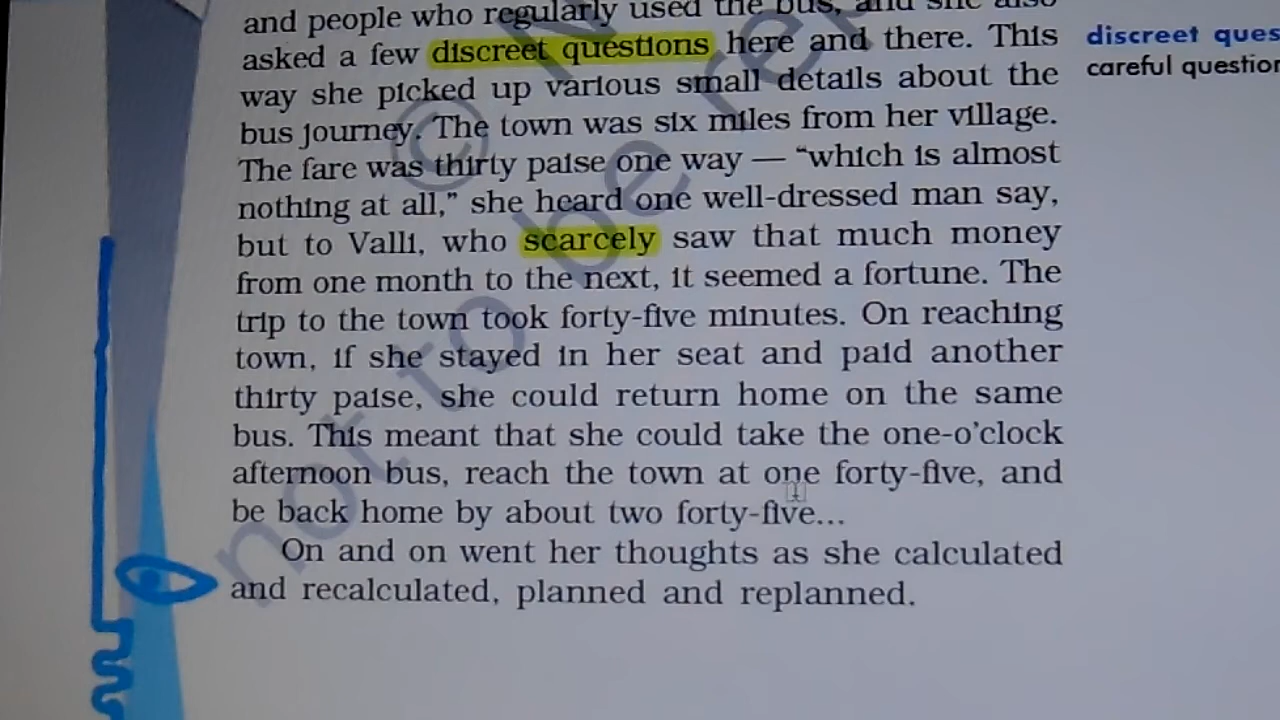 and people who regularly used the bus, and she also
asked a few discreet questions here and there. This
way she picked up various small details about the
bus journey. The town was six miles from her village.
The fare was thirty paise one way — “which is almost
nothing at all,” she heard one well-dressed man say,
but to Valli, who scarcely saw that much money
from one month to the next, it seemed a fortune. The
trip to the town took forty-five minutes. On reaching
town, if she stayed in her seat and paid another
thirty paise, she could return home on the same
bus. This meant that she could take the one-o’clock
afternoon bus, reach the town at one forty-five, and
be back home by about two forty-five...
On and on went her thoughts as she calculated
and recalculated, planned and replanned.
discreet ques
careful question
© N
not to be re